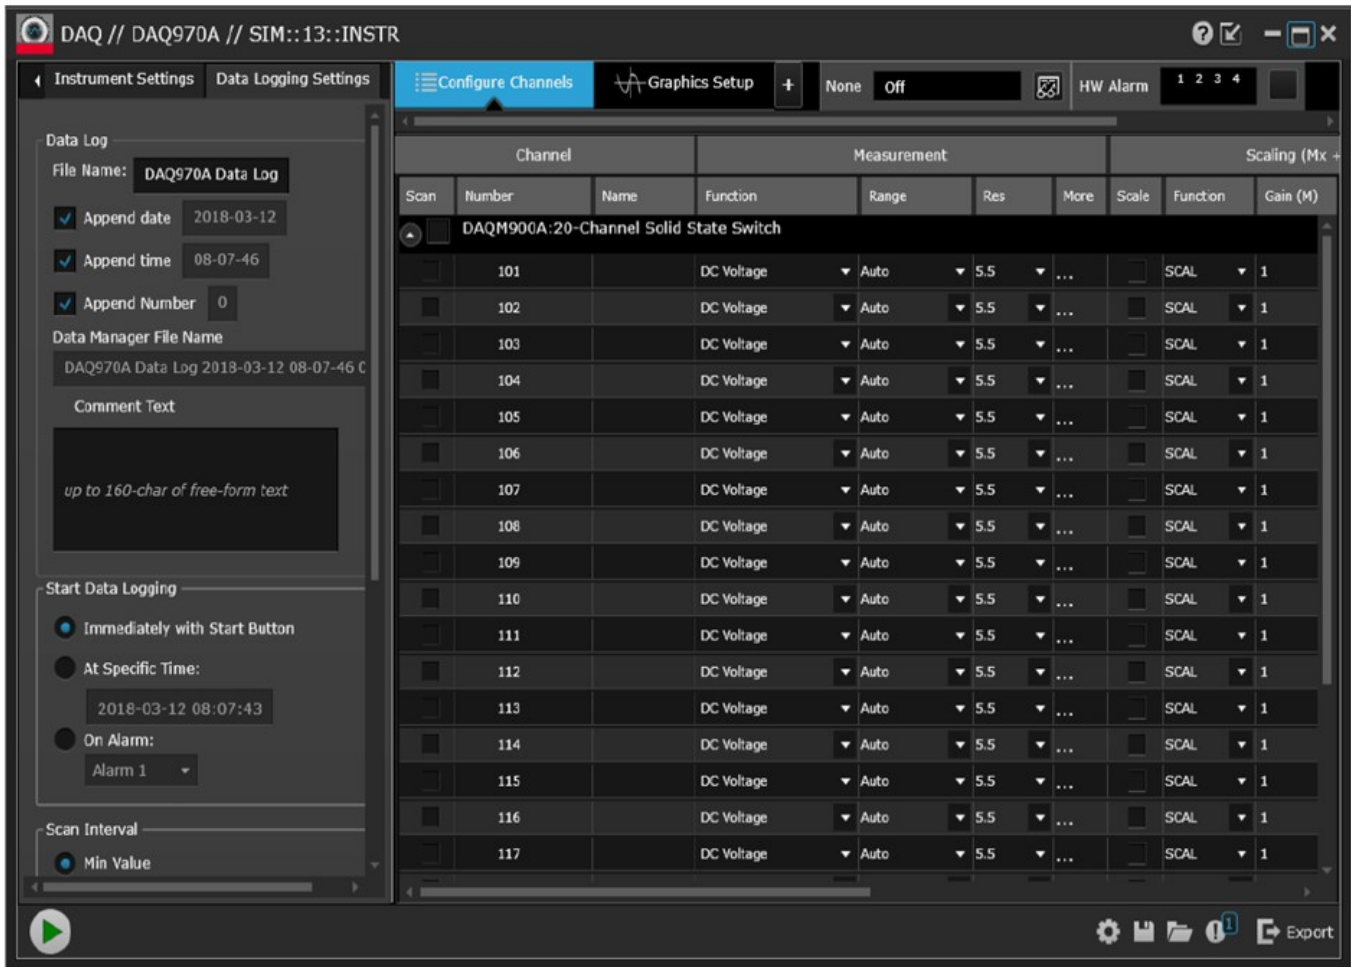 DAQ // DAQ970A // SIM::13::INSTR
Instrument Settings Data Logging Settings
Configure Channels Graphics Setup + None Off HW Alarm 1 2 3 4
Data Log
File Name: DAQ970A Data Log
Append date 2018-03-12
Append time 08-07-46
Append Number 0
Data Manager File Name
DAQ970A Data Log 2018-03-12 08-07-46 0
Comment Text
up to 160-char of free-form text
Start Data Logging
Immediately with Start Button
At Specific Time:
2018-03-12 08:07:43
On Alarm:
Alarm 1
Scan Interval
Min Value
Channel Measurement Scaling (Mx +
Scan Number Name Function Range Res More Scale Function Gain (M)
DAQM900A:20-Channel Solid State Switch
101 DC Voltage Auto 5.5 ... SCAL 1
102 DC Voltage Auto 5.5 ... SCAL 1
103 DC Voltage Auto 5.5 ... SCAL 1
104 DC Voltage Auto 5.5 ... SCAL 1
105 DC Voltage Auto 5.5 ... SCAL 1
106 DC Voltage Auto 5.5 ... SCAL 1
107 DC Voltage Auto 5.5 ... SCAL 1
108 DC Voltage Auto 5.5 ... SCAL 1
109 DC Voltage Auto 5.5 ... SCAL 1
110 DC Voltage Auto 5.5 ... SCAL 1
111 DC Voltage Auto 5.5 ... SCAL 1
112 DC Voltage Auto 5.5 ... SCAL 1
113 DC Voltage Auto 5.5 ... SCAL 1
114 DC Voltage Auto 5.5 ... SCAL 1
115 DC Voltage Auto 5.5 ... SCAL 1
116 DC Voltage Auto 5.5 ... SCAL 1
117 DC Voltage Auto 5.5 ... SCAL 1
1 Export